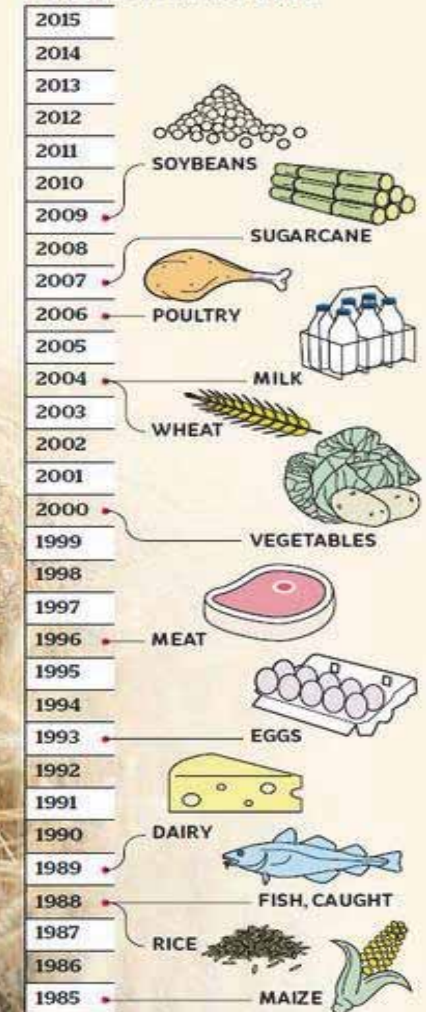 2015
2014
2013
2012
2011
SOYBEANS
2010
2009
SUGARCANE
2008
2007
2006 POULTRY
2005
2004 MILK
2003
WHEAT
2002
2001
2000
1999 VEGETABLES
1998
1997
1996 MEAT
1995
1994
1993 EGGS
1992
1991
1990 DAIRY
1989
1988 FISH, CAUGHT
1987
RICE
1986
1985 MAIZE